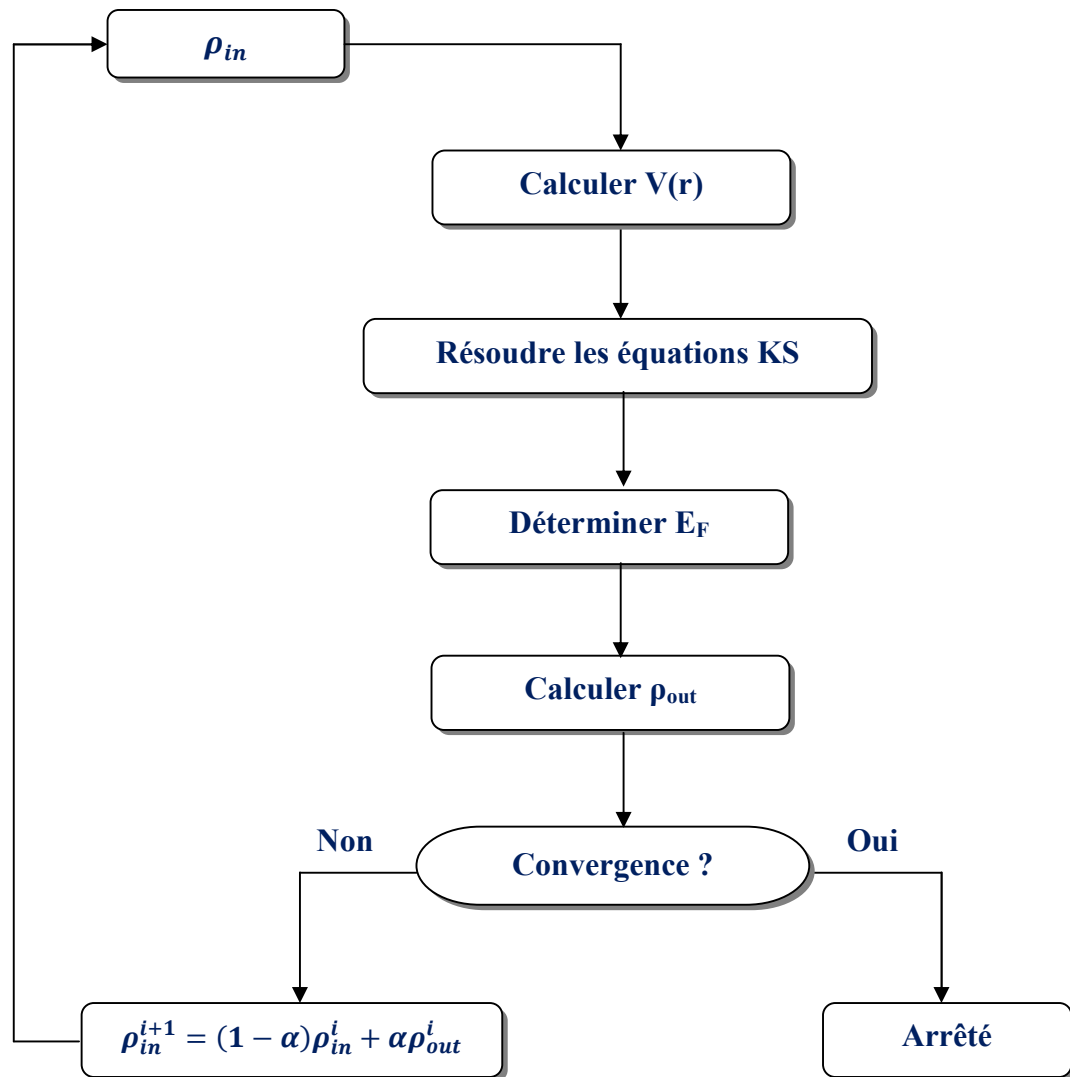 ρ_in
Calculer V(r)
Résoudre les équations KS
Déterminer E_F
Calculer ρ_out
Non
Oui
Convergence ?
ρ_in^{i+1} = (1 − α)ρ_in^i + αρ_out^i
Arrêté